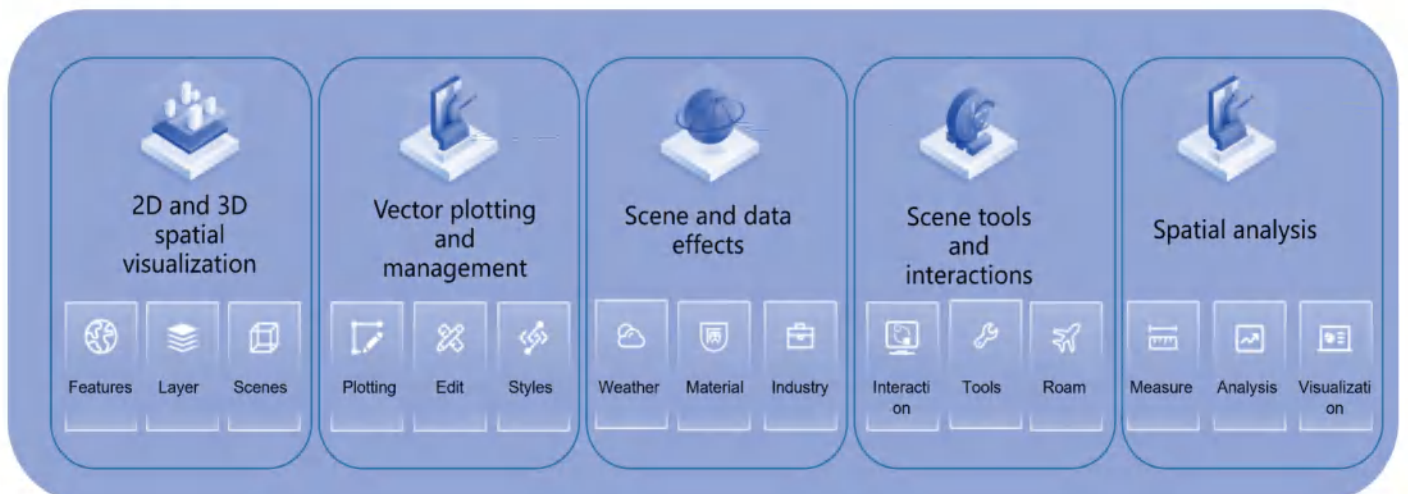 2D and 3D
spatial
visualization
Features
Layer
Scenes
Vector plotting
and
management
Plotting
Edit
Styles
Scene and data
effects
Weather
Material
Industry
Scene tools
and
interactions
Interacti
on
Tools
Roam
Spatial analysis
Measure
Analysis
Visualizati
on